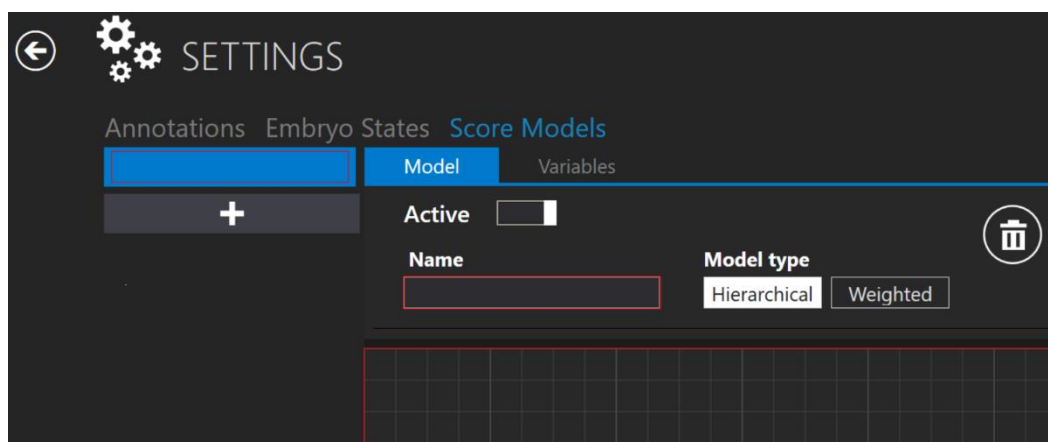 SETTINGS
Annotations Embryo States Score Models
Model Variables
Active
Name Model type
Hierarchical Weighted